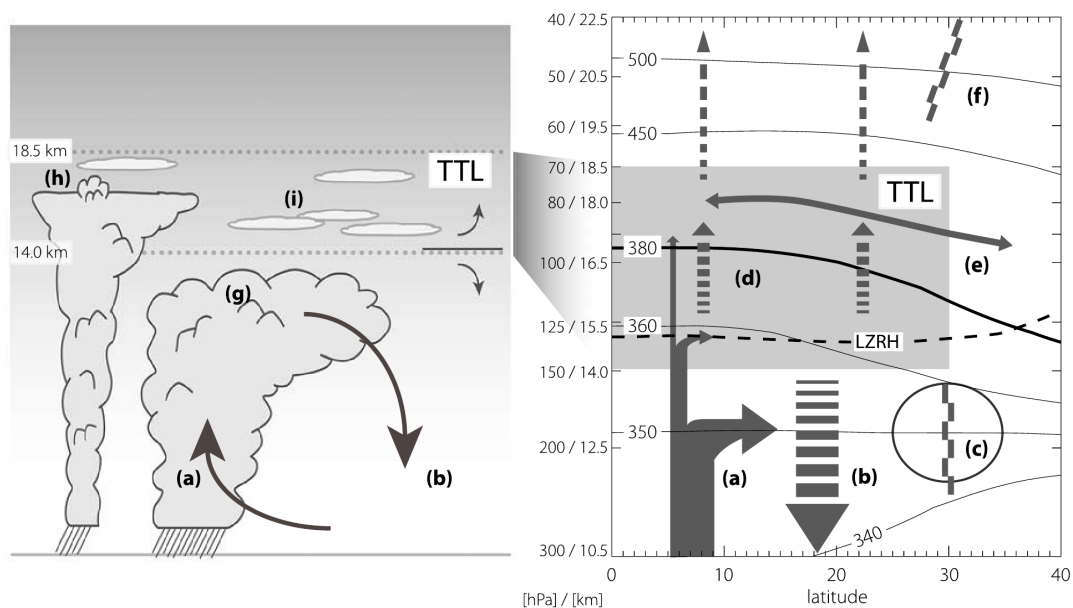 18.5 km
(h)
TTL
(i)
14.0 km
(g)
(a)
(b)
40 / 22.5
500
50 / 20.5
(f)
60 / 19.5
450
70 / 18.5
TTL
80 / 18.0
380
(d)
(e)
100 / 16.5
125 / 15.5
360
LZRH
150 / 14.0
350
(c)
200 / 12.5
(a)
(b)
340
300 / 10.5
0
10
20
30
40
[hPa] / [km]
latitude